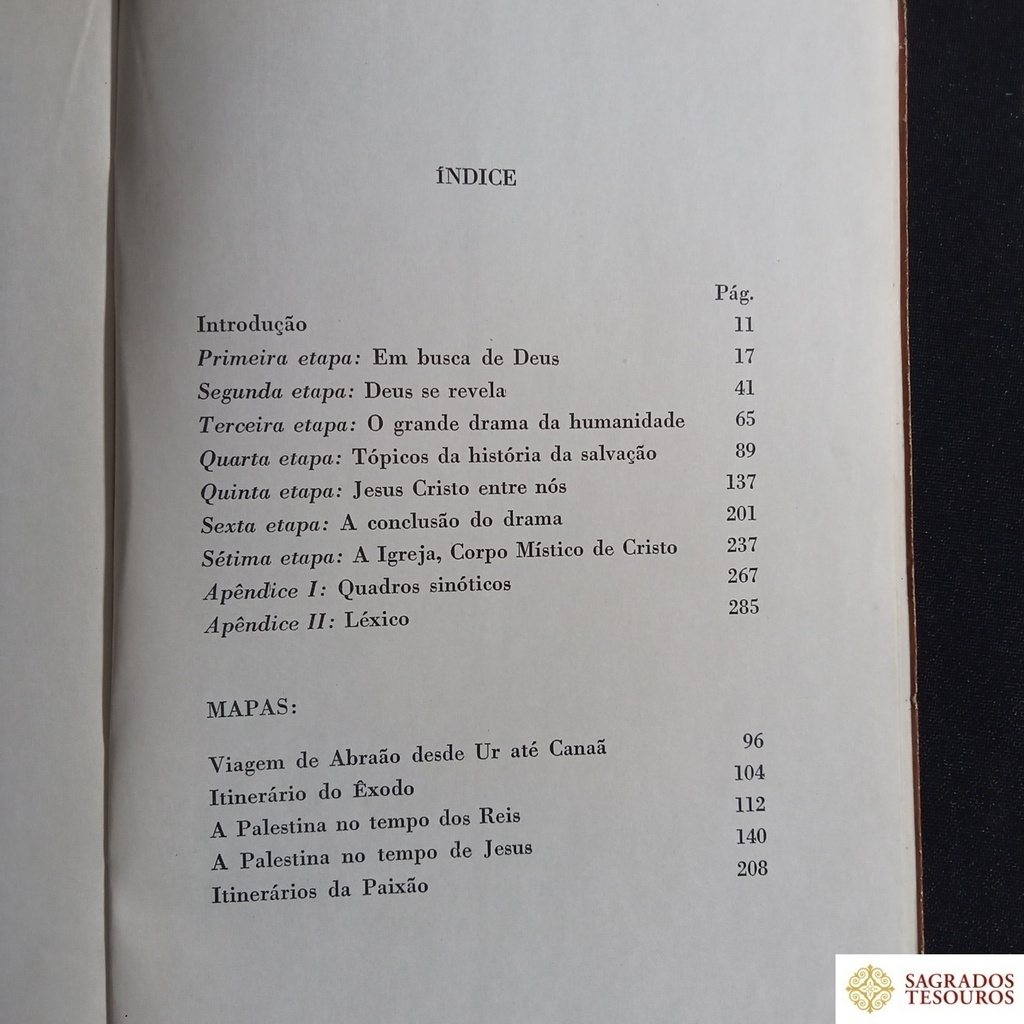 ÍNDICE
Pág.
Introdução 11
Primeira etapa: Em busca de Deus 17
Segunda etapa: Deus se revela 41
Terceira etapa: O grande drama da humanidade 65
Quarta etapa: Tópicos da história da salvação 89
Quinta etapa: Jesus Cristo entre nós 137
Sexta etapa: A conclusão do drama 201
Sétima etapa: A Igreja, Corpo Místico de Cristo 237
Apêndice I: Quadros sinóticos 267
Apêndice II: Léxico 285
MAPAS:
Viagem de Abraão desde Ur até Canaã 96
Itinerário do Êxodo 104
A Palestina no tempo dos Reis 112
A Palestina no tempo de Jesus 140
Itinerários da Paixão 208
SAGRADOS
TESOUROS